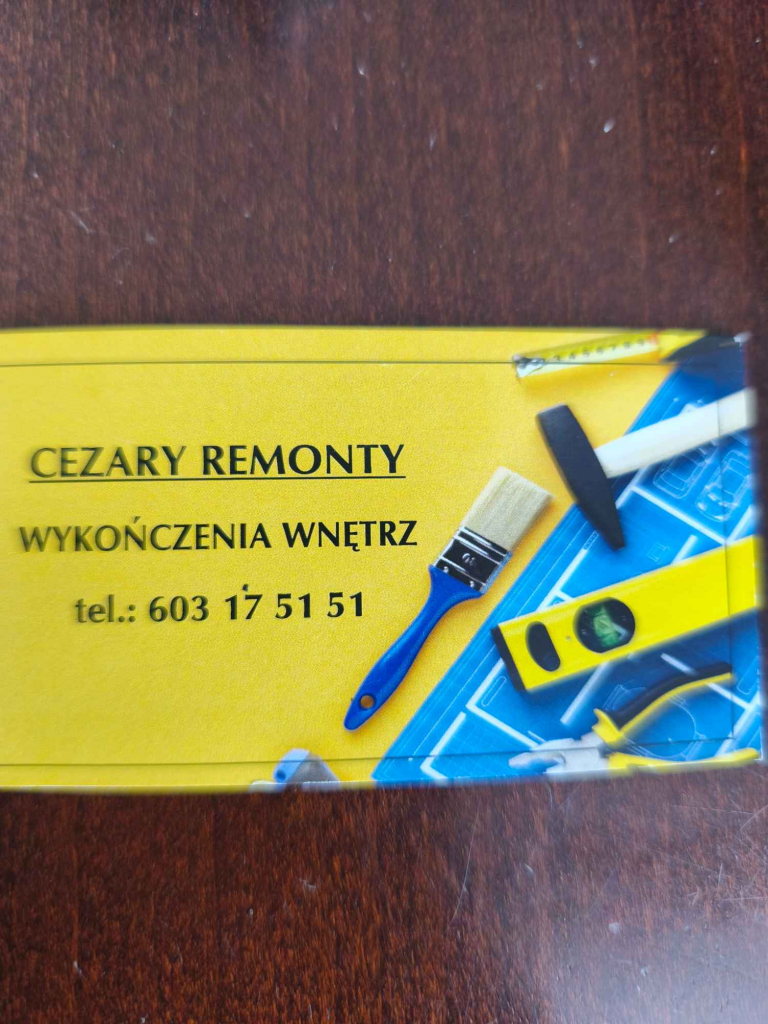 CEZARY REMONTY
WYKOŃCZENIA WNĘTRZ
tel.: 603 17 51 51